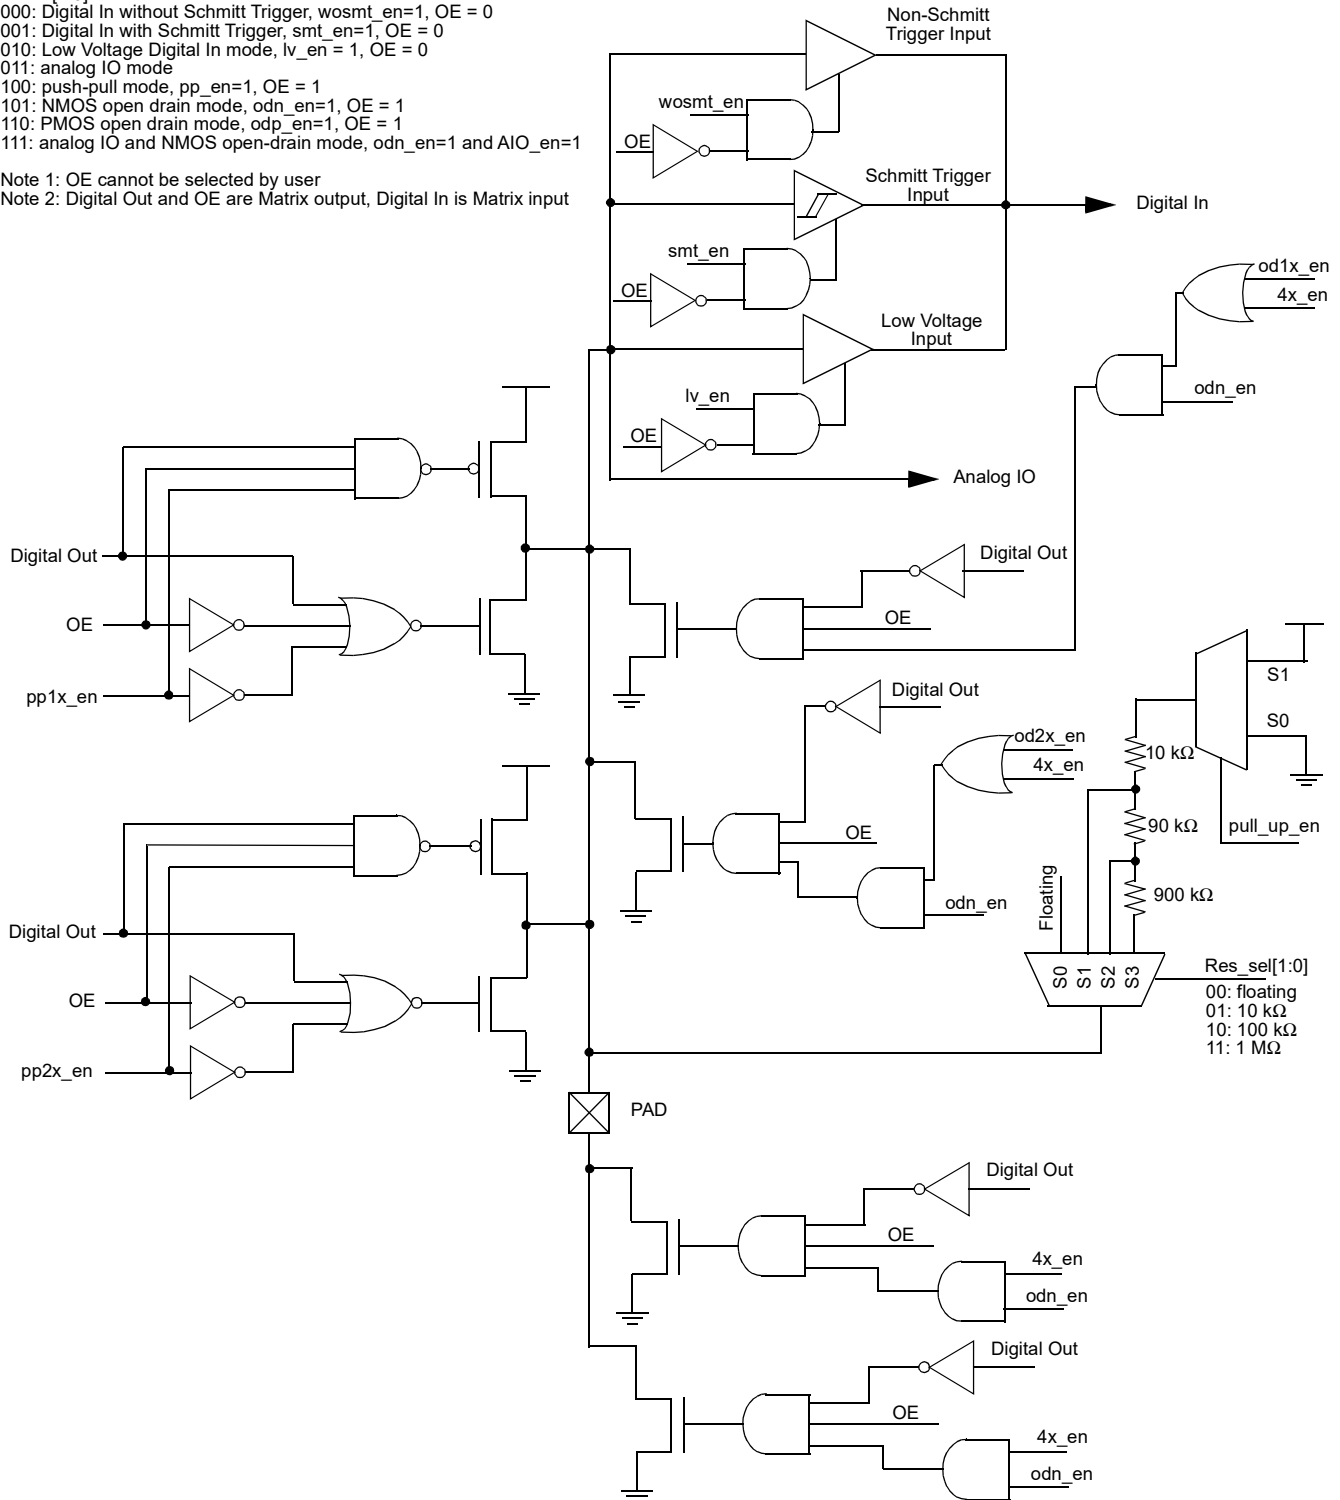 000: Digital In without Schmitt Trigger, wosmt_en=1, OE = 0
001: Digital In with Schmitt Trigger, smt_en=1, OE = 0
010: Low Voltage Digital In mode, lv_en = 1, OE = 0
011: analog IO mode
100: push-pull mode, pp_en=1, OE = 1
101: NMOS open drain mode, odn_en=1, OE = 1
110: PMOS open drain mode, odp_en=1, OE = 1
111: analog IO and NMOS open-drain mode, odn_en=1 and AIO_en=1
Note 1: OE cannot be selected by user
Note 2: Digital Out and OE are Matrix output, Digital In is Matrix input
Non-Schmitt
Trigger Input
wosmt_en
OE
Schmitt Trigger
Input
Digital In
smt_en
OE
Low Voltage
Input
lv_en
OE
Analog IO
od1x_en
4x_en
odn_en
Digital Out
OE
pp1x_en
Digital Out
OE
Digital Out
OE
od2x_en
4x_en
odn_en
S1
S0
pull_up_en
10 kΩ
90 kΩ
900 kΩ
Floating
S0
S1
S2
S3
Res_sel[1:0]
00: floating
01: 10 kΩ
10: 100 kΩ
11: 1 MΩ
Digital Out
OE
pp2x_en
PAD
Digital Out
OE
4x_en
odn_en
Digital Out
OE
4x_en
odn_en